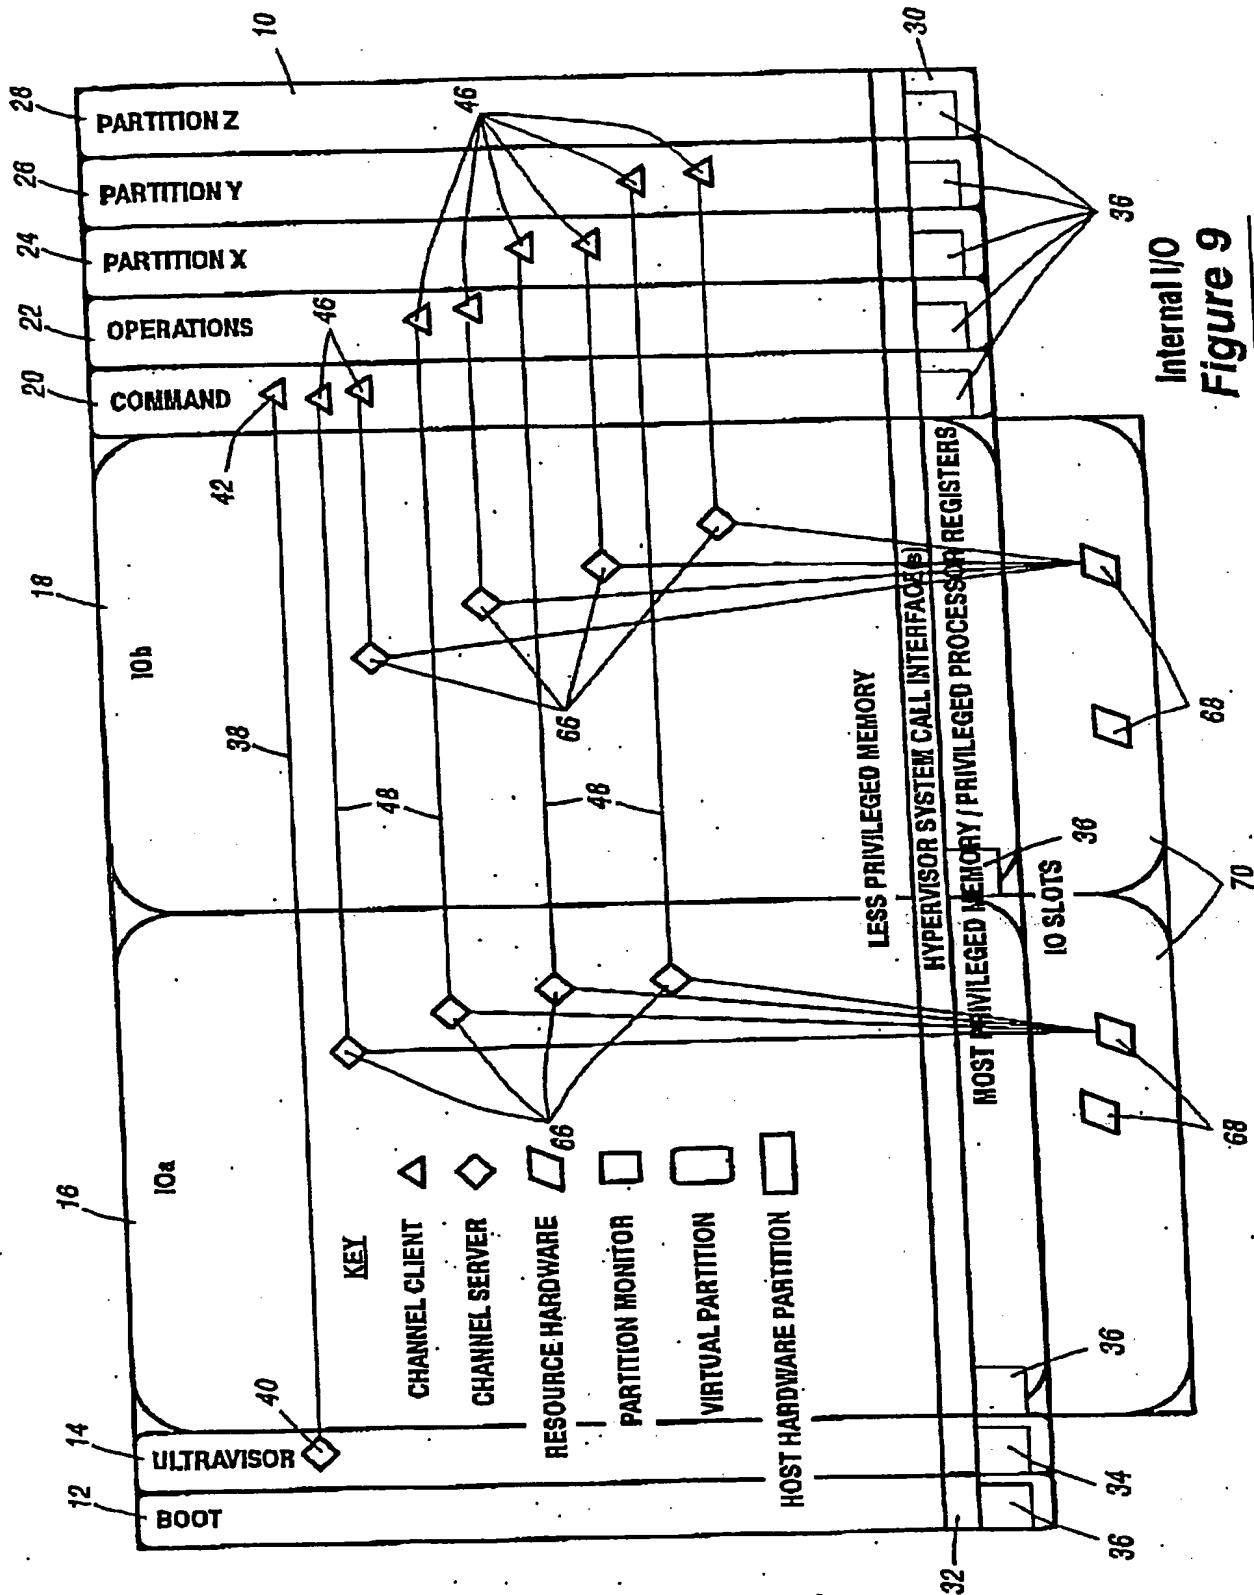 10
12
14
16
18
20
22
24
26
28
BOOT
ULTRAVISOR
10a
10b
COMMAND
OPERATIONS
PARTITION X
PARTITION Y
PARTITION Z
40
38
42
46
46
48
48
66
66
KEY
CHANNEL CLIENT
CHANNEL SERVER
RESOURCE HARDWARE
PARTITION MONITOR
VIRTUAL PARTITION
HOST HARDWARE PARTITION
LESS PRIVILEGED MEMORY
HYPERVISOR SYSTEM CALL INTERFACE(s)
MOST PRIVILEGED MEMORY / PRIVILEGED PROCESSOR REGISTERS
IO SLOTS
32
36
34
36
36
36
30
68
68
70
Internal I/O
Figure 9